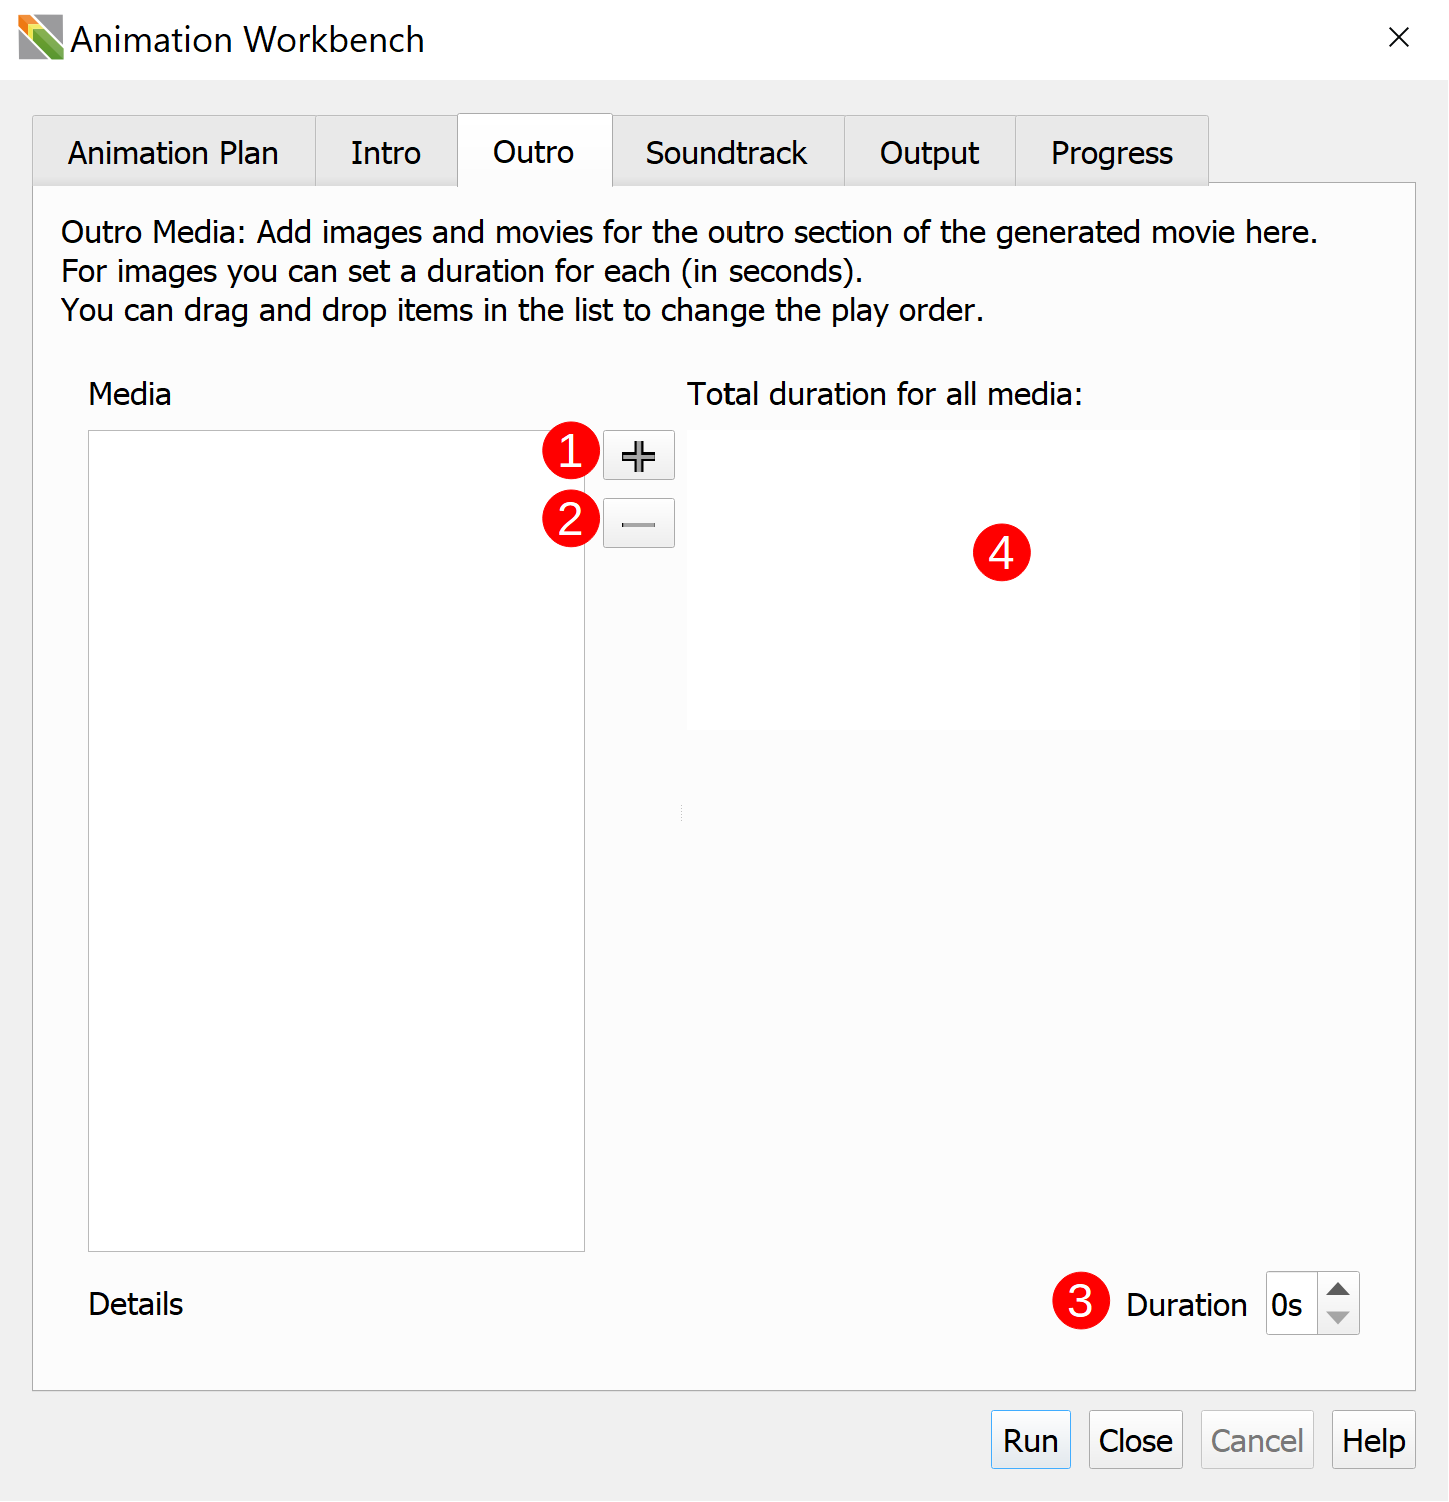 Animation Workbench
Animation Plan
Intro
Outro
Soundtrack
Output
Progress
Outro Media: Add images and movies for the outro section of the generated movie here.
For images you can set a duration for each (in seconds).
You can drag and drop items in the list to change the play order.
Media
Total duration for all media:
1
2
4
Details
3
Duration
0s
Run
Close
Cancel
Help